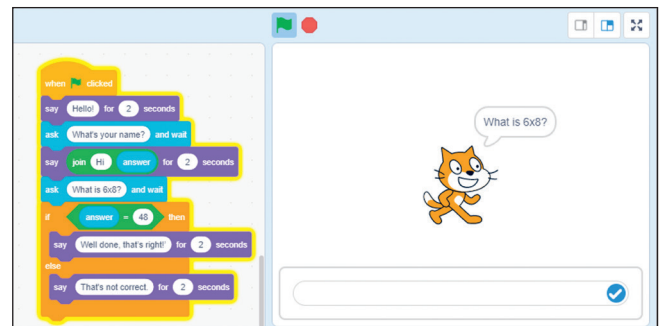 when clicked
say Hello! for 2 seconds
ask What's your name? and wait
say join Hi answer for 2 seconds
ask What is 6x8? and wait
if answer = 48 then
say Well done, that's right!' for 2 seconds
else
say That's not correct. for 2 seconds
What is 6x8?